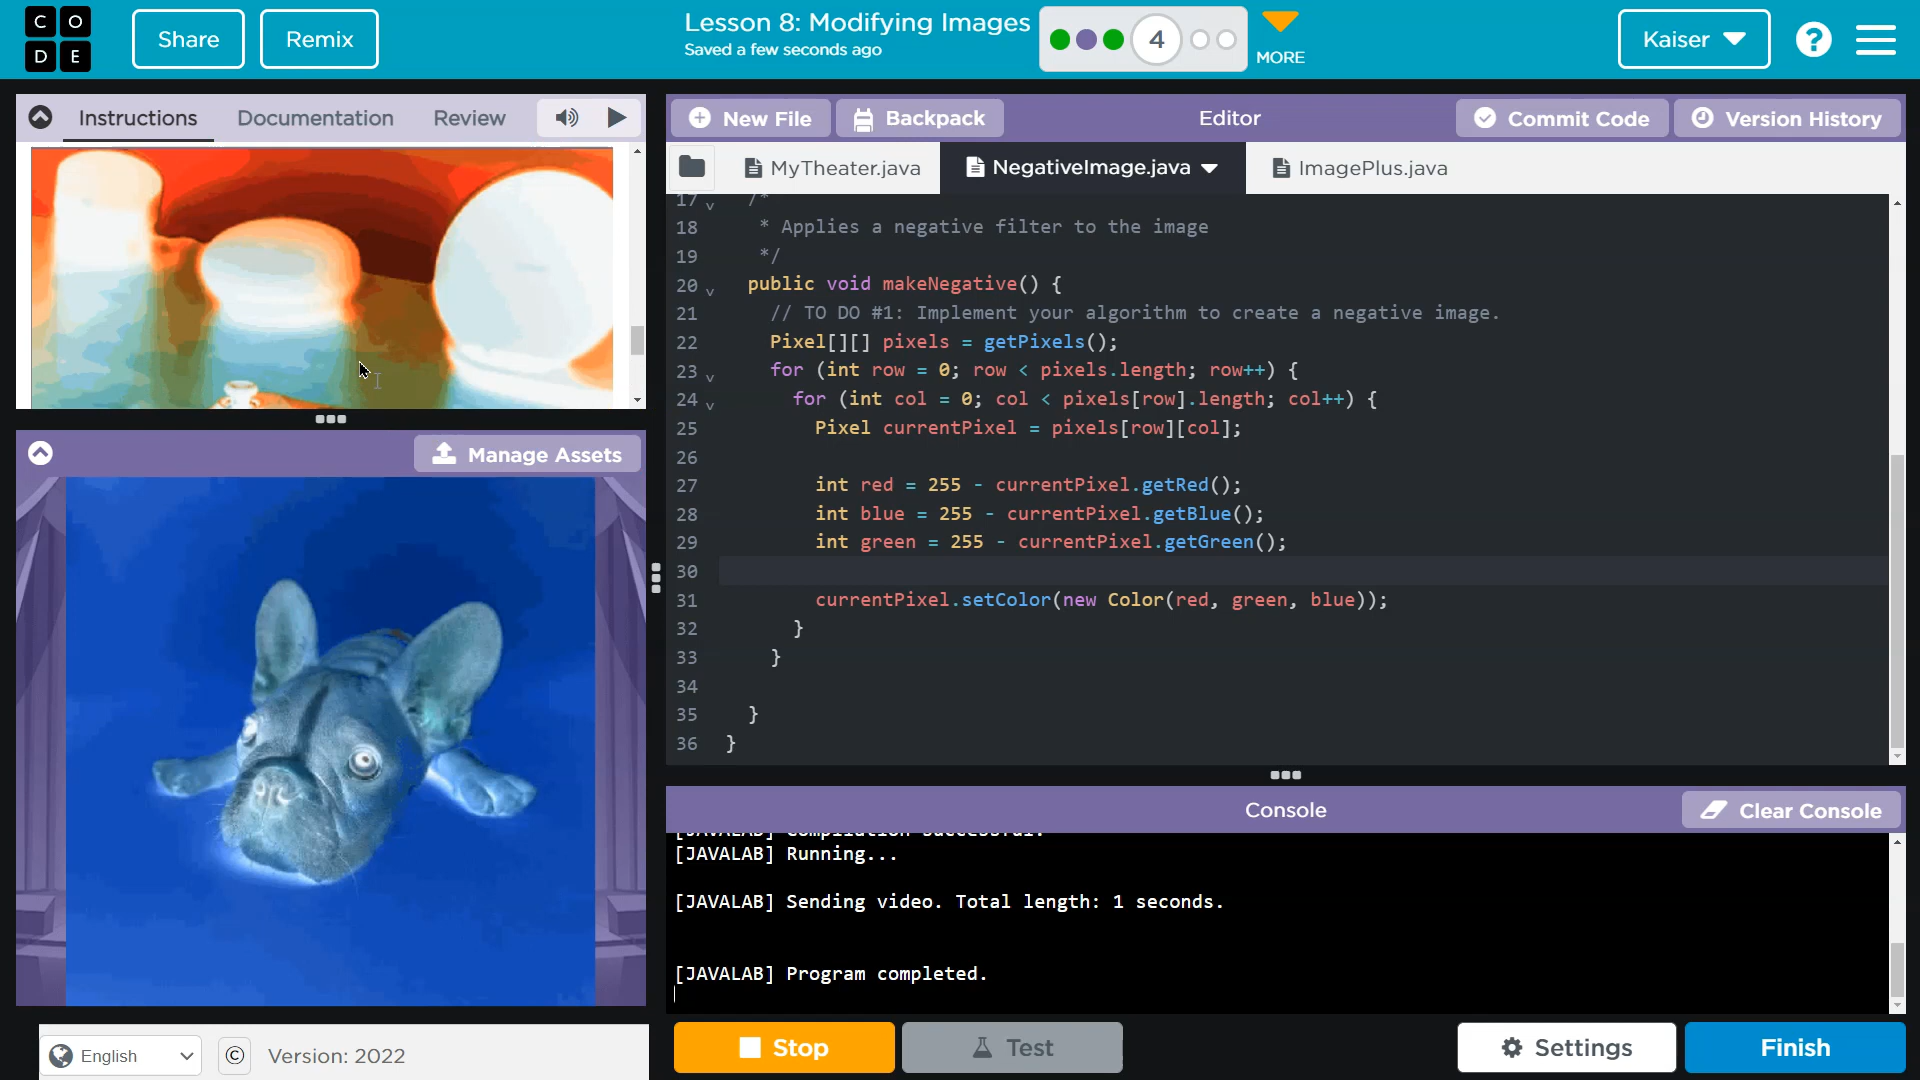 CODE
Share
Remix
Lesson 8: Modifying Images
Saved a few seconds ago
4
MORE
Kaiser
?
Instructions
Documentation
Review
New File
Backpack
Editor
Commit Code
Version History
MyTheater.java
NegativeImage.java
ImagePlus.java
17 /*
18 * Applies a negative filter to the image
19 */
20 public void makeNegative() {
21 // TO DO #1: Implement your algorithm to create a negative image.
22 Pixel[][] pixels = getPixels();
23 for (int row = 0; row < pixels.length; row++) {
24 for (int col = 0; col < pixels[row].length; col++) {
25 Pixel currentPixel = pixels[row][col];
26
27 int red = 255 - currentPixel.getRed();
28 int blue = 255 - currentPixel.getBlue();
29 int green = 255 - currentPixel.getGreen();
30
31 currentPixel.setColor(new Color(red, green, blue));
32 }
33 }
34
35 }
36 }
Manage Assets
Console
Clear Console
[JAVALAB] Compilation successful.
[JAVALAB] Running...
[JAVALAB] Sending video. Total length: 1 seconds.
[JAVALAB] Program completed.
Stop
Test
Settings
Finish
English
©
Version: 2022